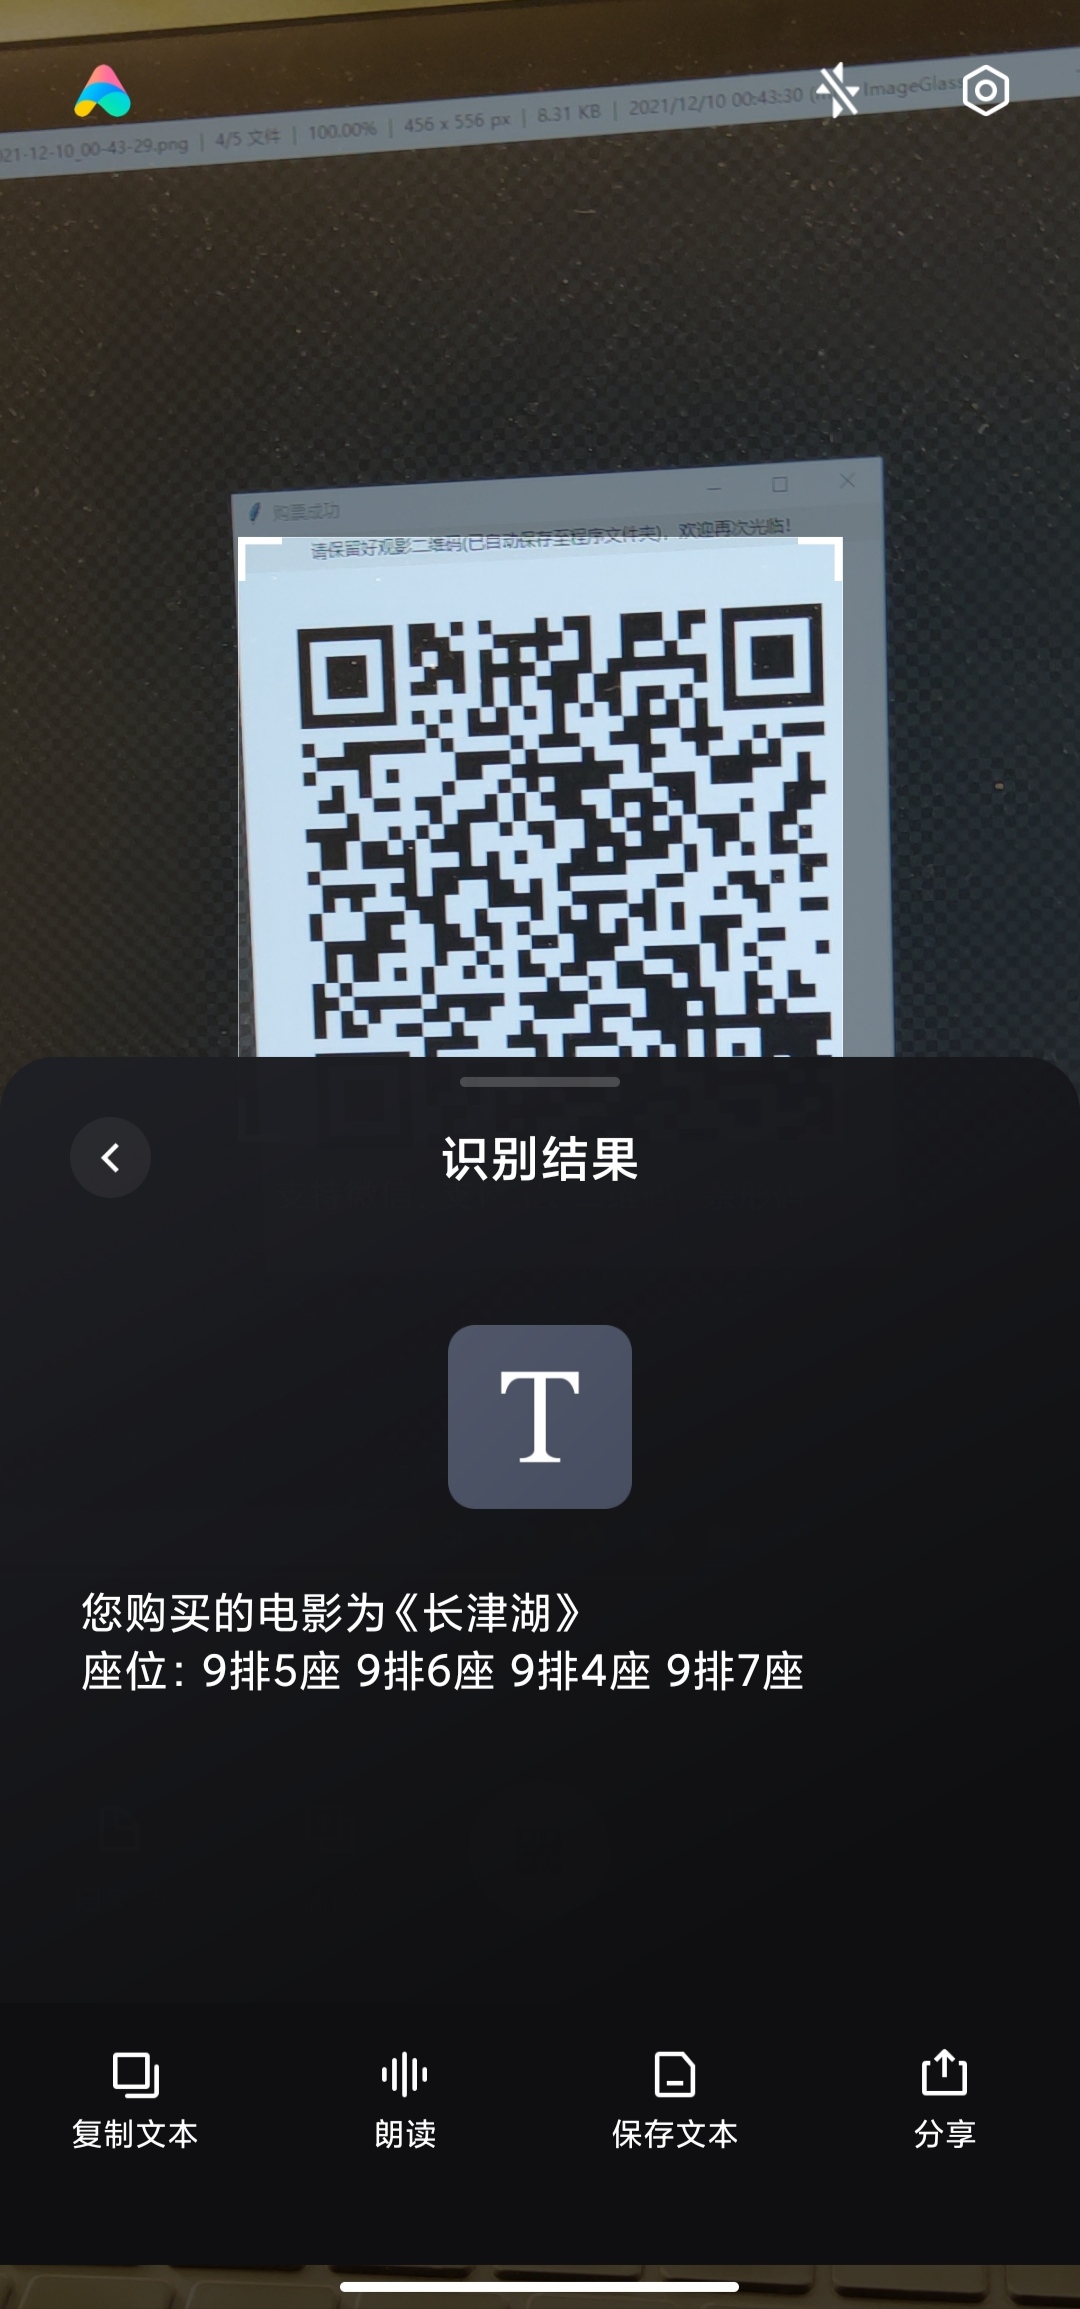 21-12-10_00-43-29.png | 4/5 文件 | 100.00% | 456 x 556 px | 8.31 KB | 2021/12/10 00:43:30 ImageGlass
购票成功
请保留好观影二维码(已自动保存至程序文件夹)，欢迎再次光临!
识别结果
T
您购买的电影为《长津湖》
座位：9排5座 9排6座 9排4座 9排7座
复制文本 朗读 保存文本 分享